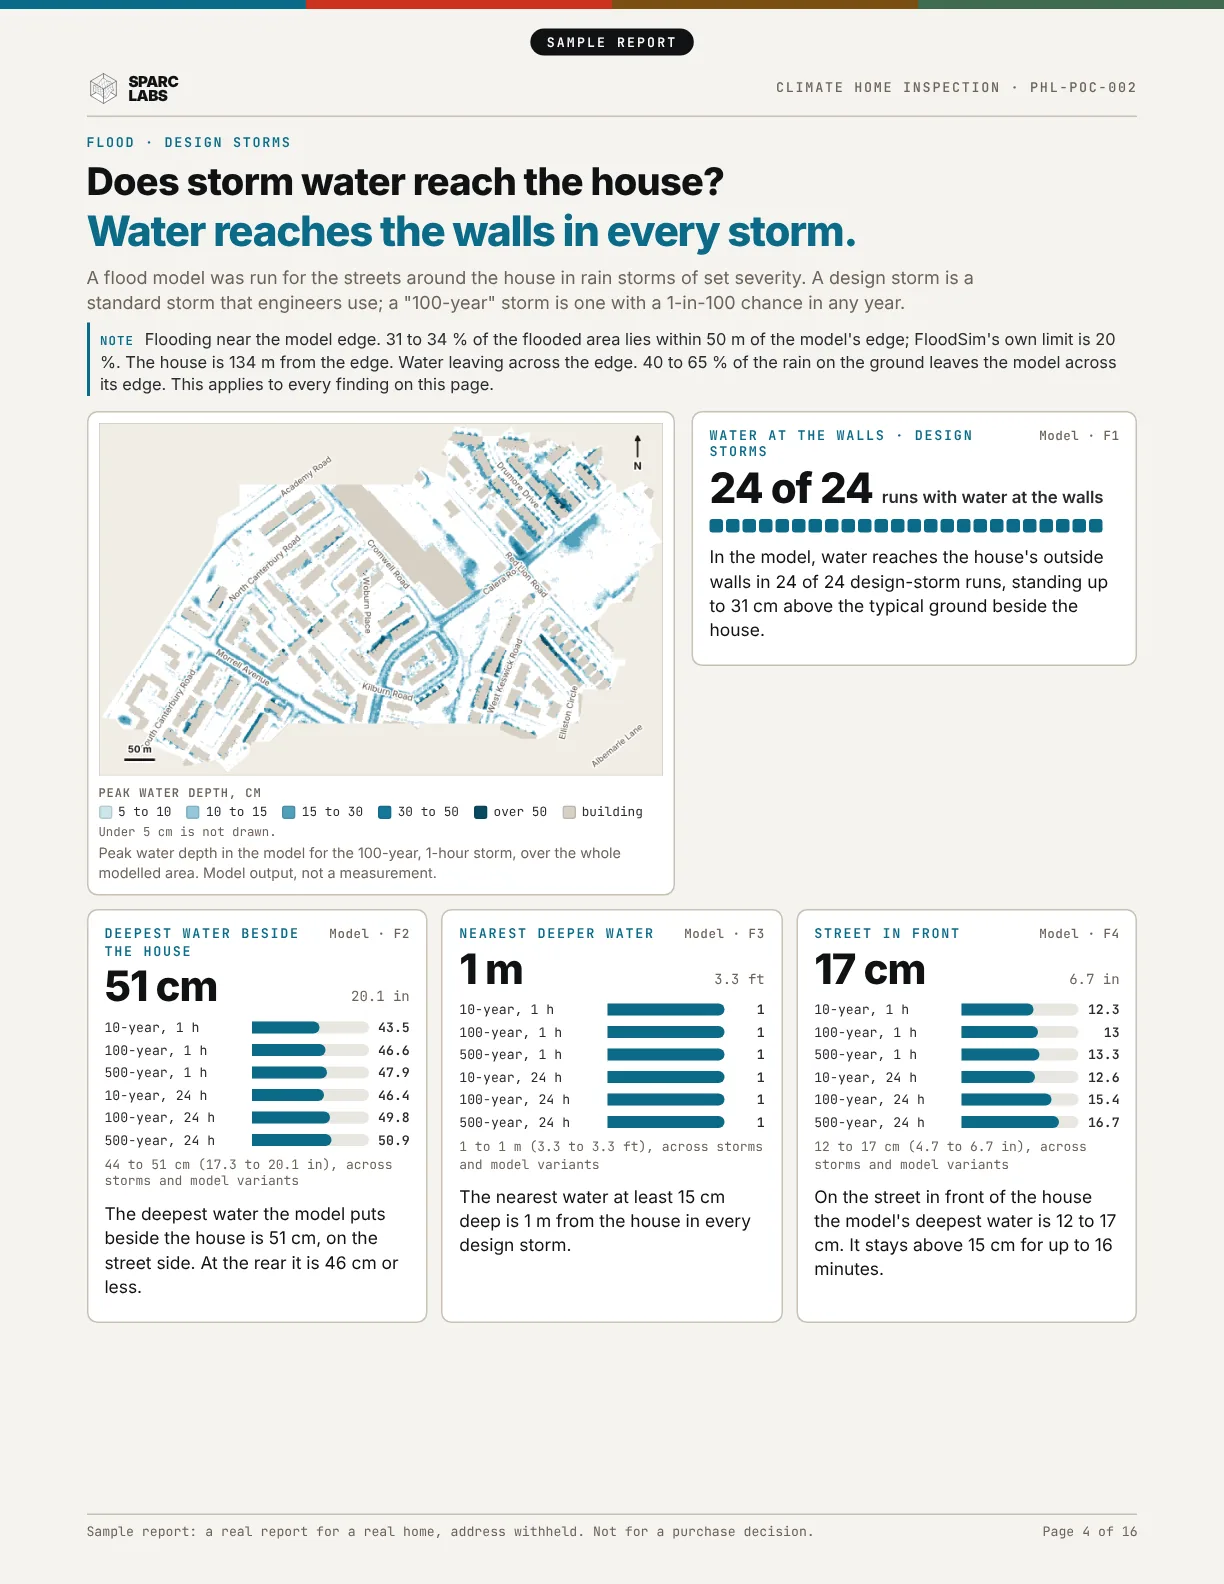 SAMPLE REPORT
SPARC
LABS
CLIMATE HOME INSPECTION · PHL-POC-002
FLOOD · DESIGN STORMS
Does storm water reach the house?
Water reaches the walls in every storm.
A flood model was run for the streets around the house in rain storms of set severity. A design storm is a
standard storm that engineers use; a "100-year" storm is one with a 1-in-100 chance in any year.
NOTE Flooding near the model edge. 31 to 34 % of the flooded area lies within 50 m of the model's edge; FloodSim's own limit is 20
%. The house is 134 m from the edge. Water leaving across the edge. 40 to 65 % of the rain on the ground leaves the model across
its edge. This applies to every finding on this page.
N
Academy Road
Drumore Drive
North Canterbury Road
Cromwell Road
Red Lion Road
Calera Ro
Woburn Place
Morrell Avenue
Kilburn Road
West Keswick Road
outh Canterbury Road
Elliston Circle
Albemarle Lane
50 m
PEAK WATER DEPTH, CM
5 to 10
10 to 15
15 to 30
30 to 50
over 50
building
Under 5 cm is not drawn.
Peak water depth in the model for the 100-year, 1-hour storm, over the whole
modelled area. Model output, not a measurement.
WATER AT THE WALLS · DESIGN
STORMS
Model · F1
24 of 24 runs with water at the walls
In the model, water reaches the house's outside
walls in 24 of 24 design-storm runs, standing up
to 31 cm above the typical ground beside the
house.
DEEPEST WATER BESIDE
THE HOUSE
Model · F2
51 cm
20.1 in
10-year, 1 h 43.5
100-year, 1 h 46.6
500-year, 1 h 47.9
10-year, 24 h 46.4
100-year, 24 h 49.8
500-year, 24 h 50.9
44 to 51 cm (17.3 to 20.1 in), across
storms and model variants
The deepest water the model puts
beside the house is 51 cm, on the
street side. At the rear it is 46 cm or
less.
NEAREST DEEPER WATER
Model · F3
1 m
3.3 ft
10-year, 1 h 1
100-year, 1 h 1
500-year, 1 h 1
10-year, 24 h 1
100-year, 24 h 1
500-year, 24 h 1
1 to 1 m (3.3 to 3.3 ft), across storms
and model variants
The nearest water at least 15 cm
deep is 1 m from the house in every
design storm.
STREET IN FRONT
Model · F4
17 cm
6.7 in
10-year, 1 h 12.3
100-year, 1 h 13
500-year, 1 h 13.3
10-year, 24 h 12.6
100-year, 24 h 15.4
500-year, 24 h 16.7
12 to 17 cm (4.7 to 6.7 in), across
storms and model variants
On the street in front of the house
the model's deepest water is 12 to 17
cm. It stays above 15 cm for up to 16
minutes.
Sample report: a real report for a real home, address withheld. Not for a purchase decision.
Page 4 of 16